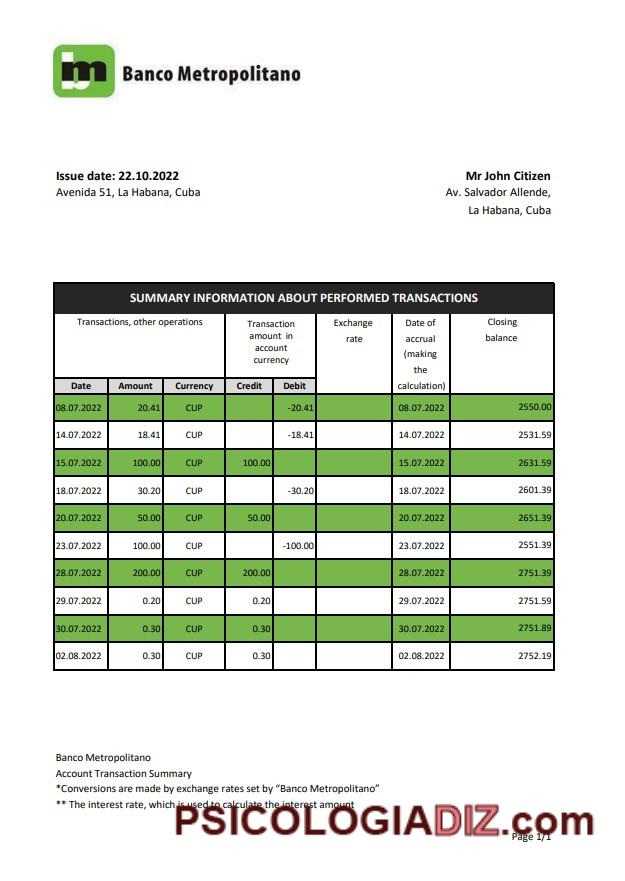 bm Banco Metropolitano
Issue date: 22.10.2022
Avenida 51, La Habana, Cuba
Mr John Citizen
Av. Salvador Allende,
La Habana, Cuba
SUMMARY INFORMATION ABOUT PERFORMED TRANSACTIONS
Transactions, other operations
Transaction
amount in
account
currency
Exchange
rate
Date of
accrual
(making
the
calculation)
Closing
balance
Date Amount Currency Credit Debit
08.07.2022 20.41 CUP -20.41 08.07.2022 2550.00
14.07.2022 18.41 CUP -18.41 14.07.2022 2531.59
15.07.2022 100.00 CUP 100.00 15.07.2022 2631.59
18.07.2022 30.20 CUP -30.20 18.07.2022 2601.39
20.07.2022 50.00 CUP 50.00 20.07.2022 2651.39
23.07.2022 100.00 CUP -100.00 23.07.2022 2551.39
28.07.2022 200.00 CUP 200.00 28.07.2022 2751.39
29.07.2022 0.20 CUP 0.20 29.07.2022 2751.59
30.07.2022 0.30 CUP 0.30 30.07.2022 2751.89
02.08.2022 0.30 CUP 0.30 02.08.2022 2752.19
Banco Metropolitano
Account Transaction Summary
*Conversions are made by exchange rates set by “Banco Metropolitano”
** The interest rate, which is used to calculate the interest amount
PSICOLOGIADIZ.com
Page 1/1